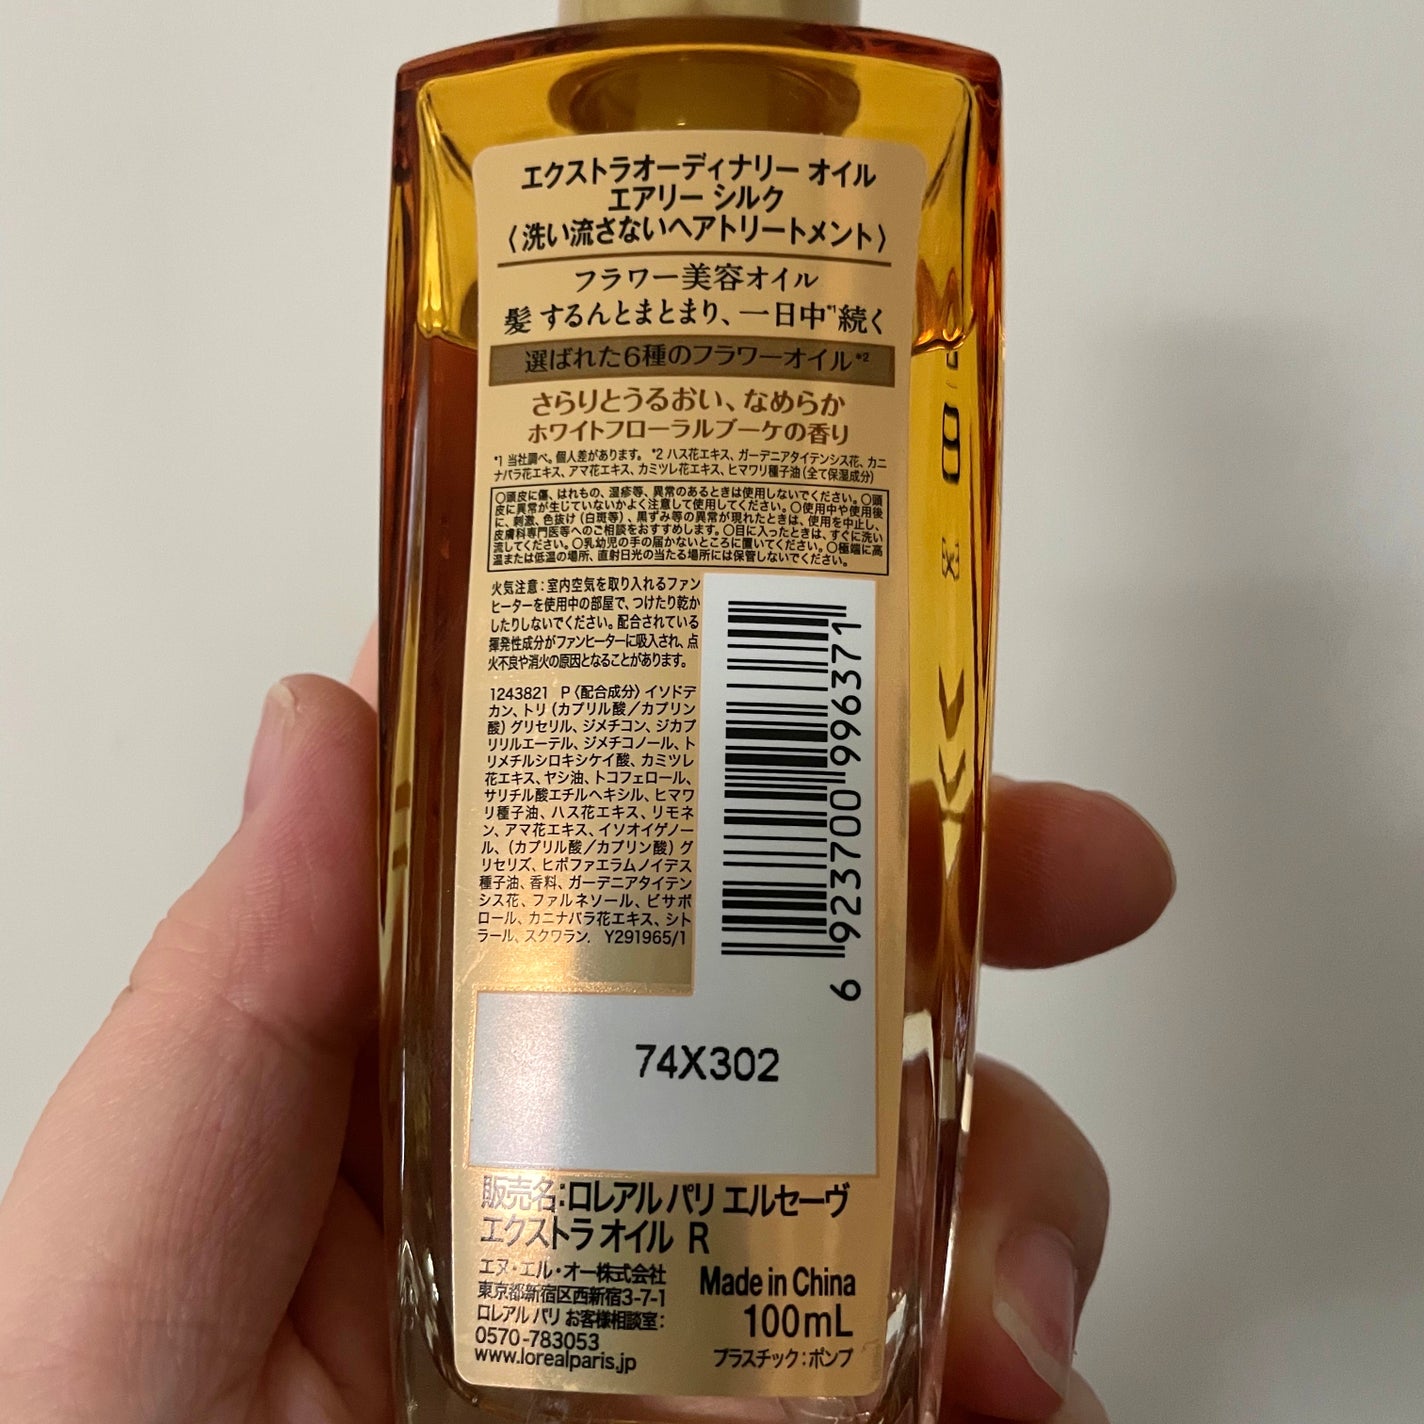 エクストラオーディナリー オイル
エアリー シルク
〈洗い流さないヘアトリートメント〉
フラワー美容オイル
髪 するんとまとまり、一日中*1続く
選ばれた6種のフラワーオイル*2
さらりとうるおい、なめらか
ホワイトフローラルブーケの香り
*1 当社調べ。個人差があります。 *2 ハス花エキス、ガーデニアタイテンシス花、カニ
ナバラ花エキス、アマ花エキス、カミツレ花エキス、ヒマワリ種子油（全て保湿成分）
○頭皮に傷、はれもの、湿疹等、異常のあるときは使用しないでください。○頭
皮に異常が生じていないかよく注意して使用してください。○使用中や使用後
に、刺激、色抜け（白斑等）、黒ずみ等の異常が現れたときは、使用を中止し、
皮膚科専門医等へのご相談をおすすめします。○目に入ったときは、すぐに洗い
流してください。○乳幼児の手の届かないところに置いてください。○極端に高
温または低温の場所、直射日光の当たる場所には保管しないでください。
火気注意：室内空気を取り入れるファン
ヒーターを使用中の部屋で、つけたり乾か
したりしないでください。配合されている
揮発性成分がファンヒーターに吸入され、点
火不良や消火の原因となることがあります。
1243821 P〈配合成分〉イソドデ
カン、トリ（カプリル酸／カプリン
酸）グリセリル、ジメチコン、ジカプ
リリルエーテル、ジメチコノール、ト
リメチルシロキシケイ酸、カミツレ
花エキス、ヤシ油、トコフェロール、
サリチル酸エチルヘキシル、ヒマワ
リ種子油、ハス花エキス、リモネ
ン、アマ花エキス、イソオイゲノー
ル、（カプリル酸／カプリン酸）グ
リセリズ、ヒポファエラムノイデス
種子油、香料、ガーデニアタイテン
シス花、ファルネソール、ビサボ
ロール、カニナバラ花エキス、シト
ラール、スクワラン. Y291965/1
6 923700 996371
74X302
販売名：ロレアル パリ エルセーヴ
エクストラ オイル R
エヌ・エル・オー株式会社
東京都新宿区西新宿3-7-1
ロレアル パリ お客様相談室：
0570-783053
www.lorealparis.jp
Made in China
100mL
プラスチック：ポンプ